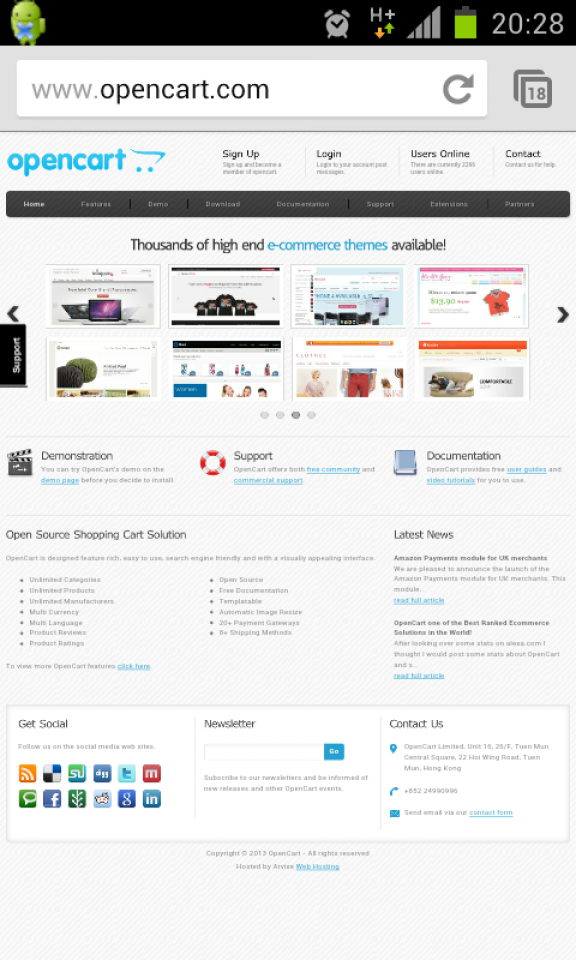 20:28
www.opencart.com
18
opencart
Sign Up
Sign up and become a
member of opencart.
Login
Login to your account post
messages.
Users Online
There are currently 2266
users online.
Contact
Contact us for help.
Home
Features
Demo
Download
Documentation
Support
Extensions
Partners
Thousands of high end e-commerce themes available!
$13.90
CLOTHES
Women
COMFORTABLE
Support
Demonstration
You can try OpenCart's demo on the
demo page before you decide to install.
Support
OpenCart offers both free community and
commercial support.
Documentation
OpenCart provides free user guides and
video tutorials for you to use.
Open Source Shopping Cart Solution
OpenCart is designed feature rich, easy to use, search engine friendly and with a visually appealing interface.
Unlimited Categories
Unlimited Products
Unlimited Manufacturers
Multi Currency
Multi Language
Product Reviews
Product Ratings
Open Source
Free Documentation
Templatable
Automatic Image Resize
20+ Payment Gateways
8+ Shipping Methods
To view more OpenCart features click here
Latest News
Amazon Payments module for UK merchants
We are pleased to announce the launch of the
Amazon Payments module for UK merchants. This
module..
read full article
OpenCart one of the Best Ranked Ecommerce
Solutions in the World!
After looking over some stats on alexa.com I
thought I would post some stats about OpenCart
and s..
read full article
Get Social
Follow us on the social media web sites.
Newsletter
Go
Subscribe to our newsletters and be informed of
new releases and other OpenCart events.
Contact Us
OpenCart Limited, Unit 16, 26/F, Tuen Mun
Central Square, 22 Hoi Wing Road, Tuen
Mun, Hong Kong
+852 24990996
Send email via our contact form
Copyright © 2013 OpenCart - All rights reserved
Hosted by Arvixe Web Hosting